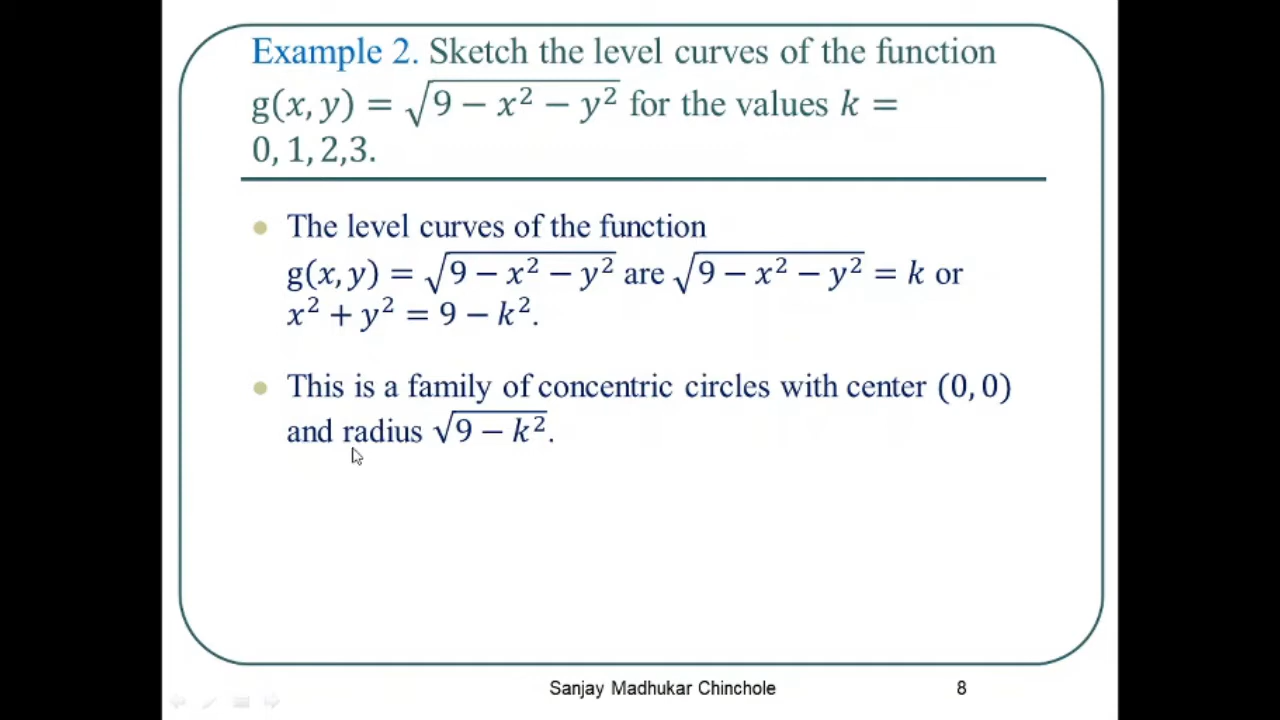 Example 2. Sketch the level curves of the function
g(x, y) = √(9 − x² − y²) for the values k =
0, 1, 2,3.
The level curves of the function
g(x, y) = √(9 − x² − y²) are √(9 − x² − y²) = k or
x² + y² = 9 − k².
This is a family of concentric circles with center (0, 0)
and radius √(9 − k²).
Sanjay Madhukar Chinchole 8